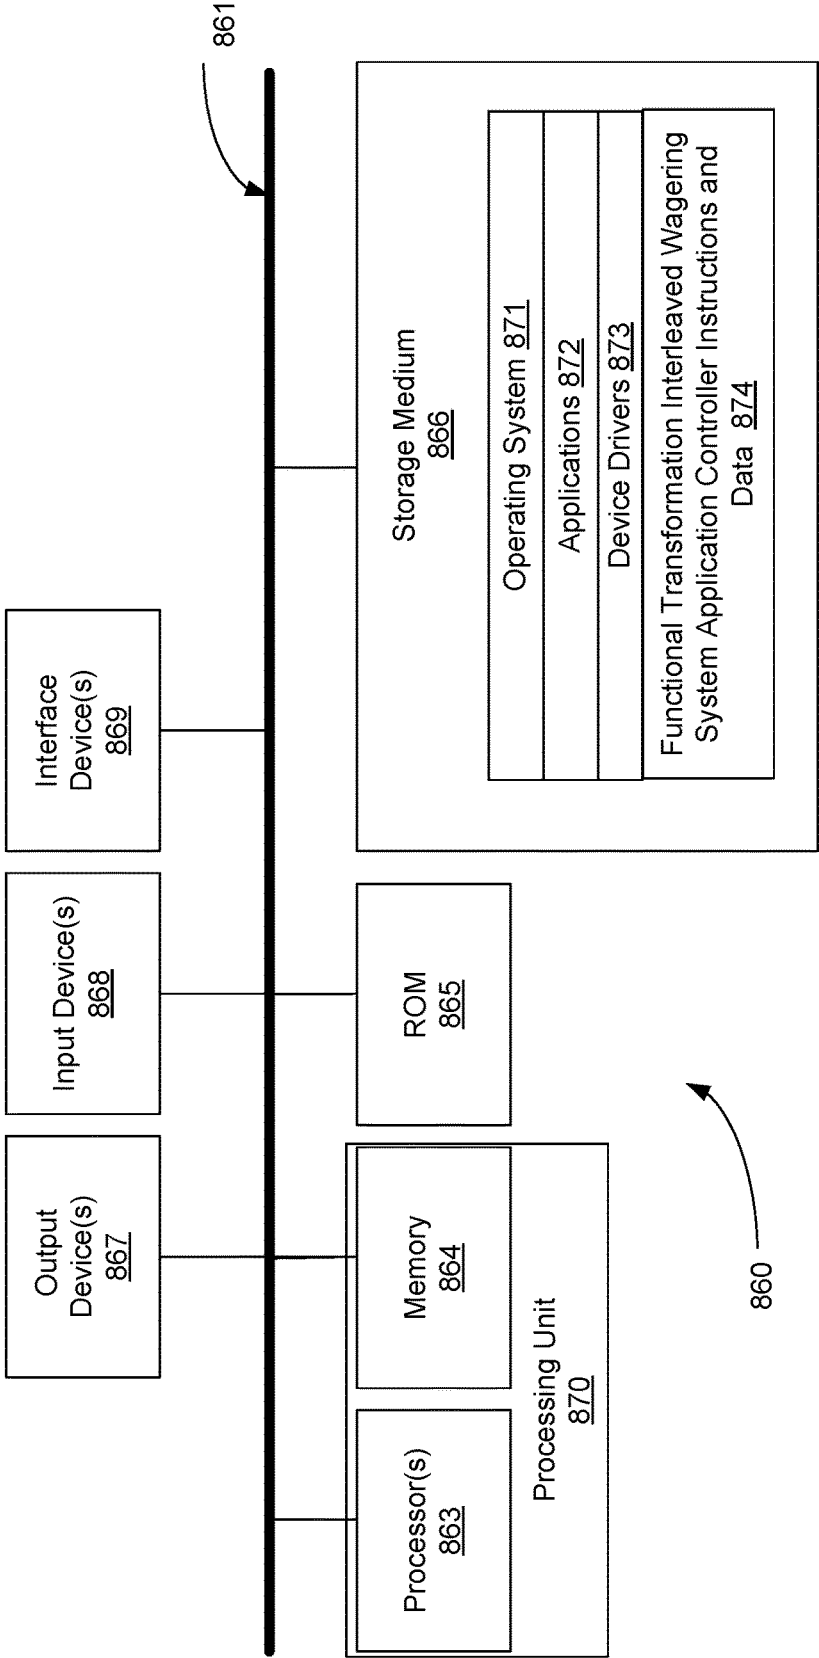 861
Output
Device(s)
867
Input Device(s)
868
Interface
Device(s)
869
Processor(s)
863
Memory
864
Processing Unit
870
ROM
865
Storage Medium
866
Operating System 871
Applications 872
Device Drivers 873
Functional Transformation Interleaved Wagering
System Application Controller Instructions and
Data 874
860